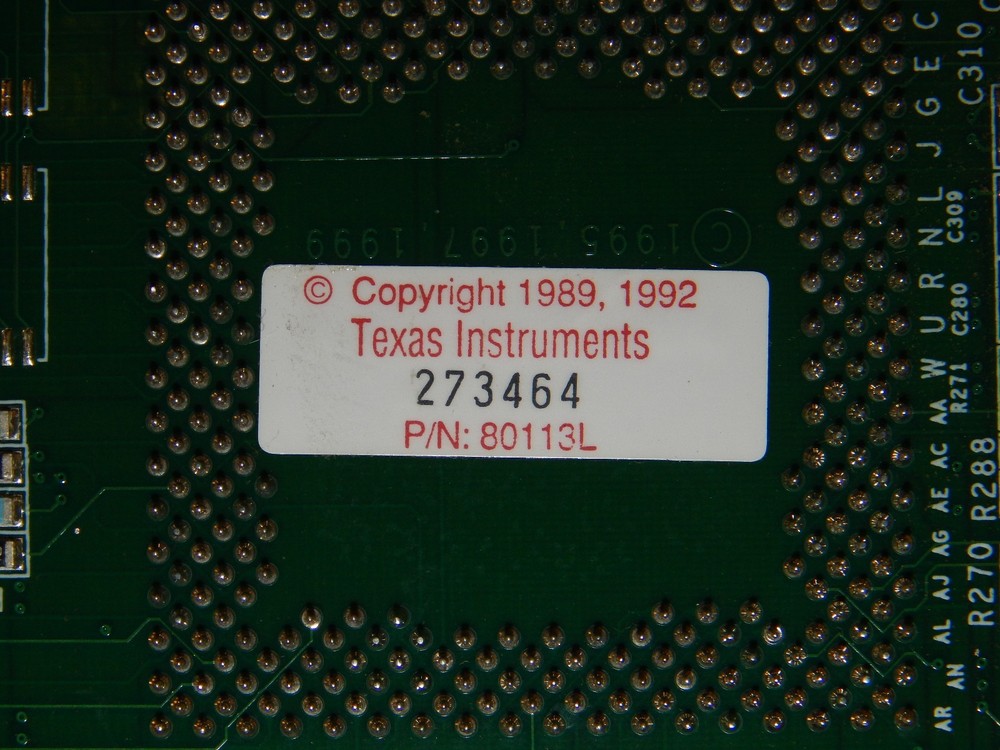 © Copyright 1989, 1992
Texas Instruments
273464
P/N: 80113L
© 1995, 1997, 1999
C
E
G
J
L
N
R
U
W
AA
AC
AE
AG
AJ
AL
AN
AR
C310
C309
C280
R271
R288
R270